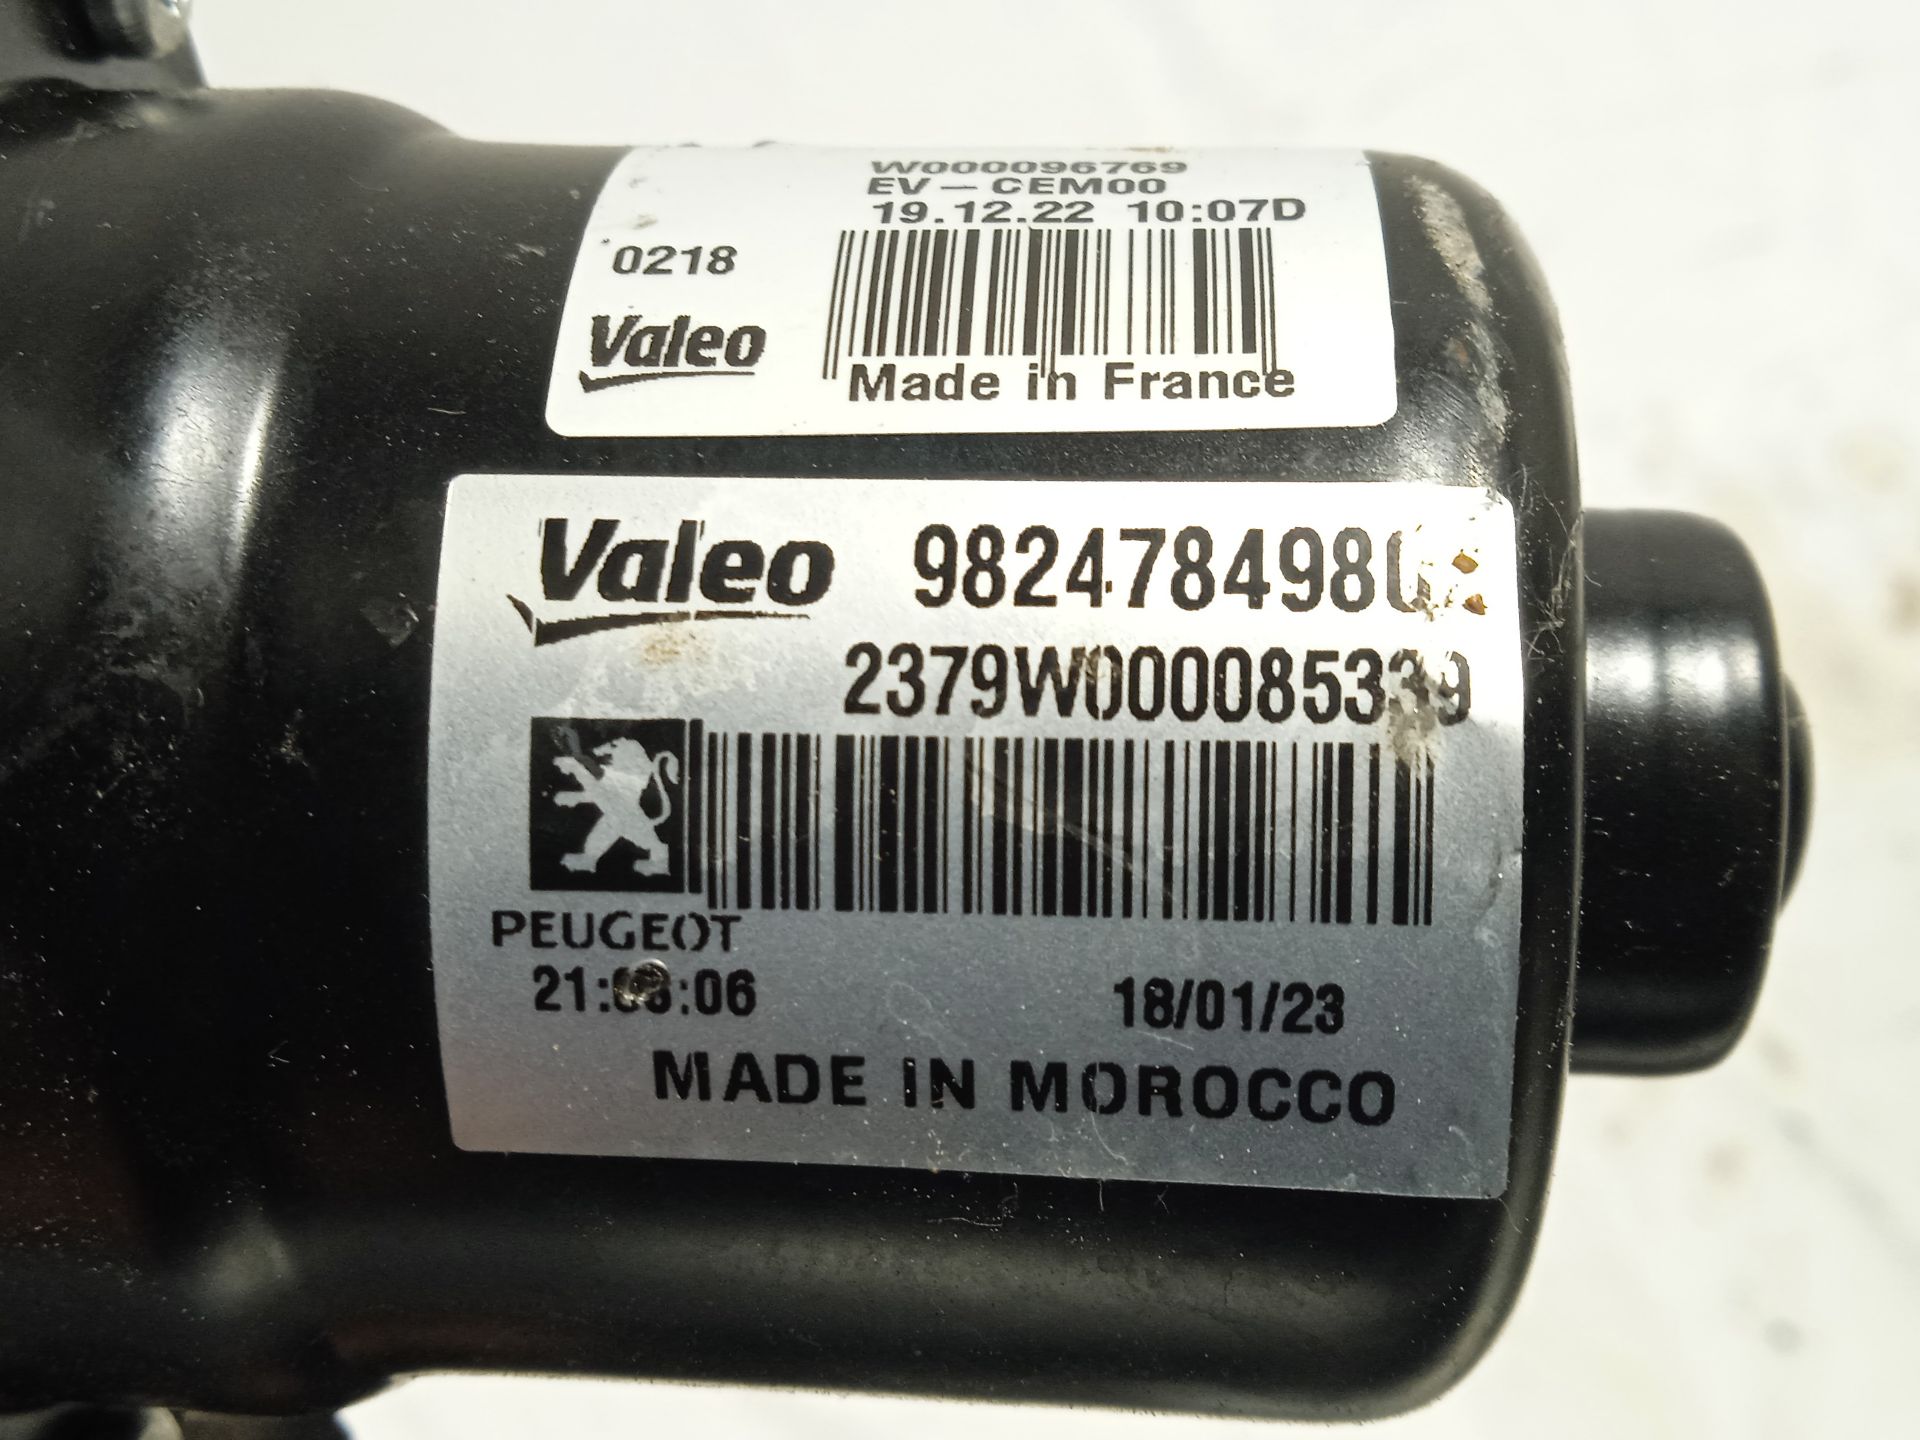 W000096769
EV-CEM00
19.12.22 10:07D
0218
Valeo
Made in France
Valeo
2379W000085339
PEUGEOT
18/01/23
MADE IN MOROCCO